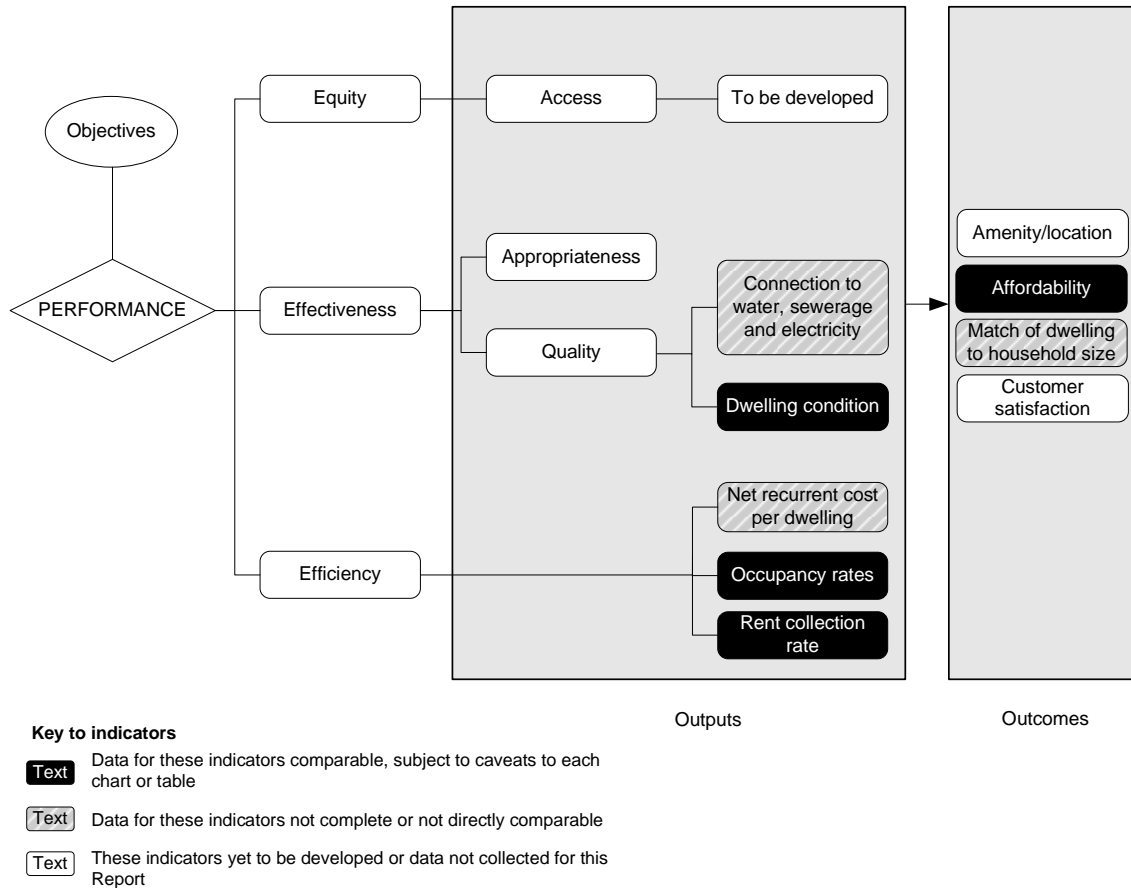 Objectives
PERFORMANCE
Equity
Access
To be developed
Effectiveness
Appropriateness
Quality
Connection to
water, sewerage
and electricity
Dwelling condition
Efficiency
Net recurrent cost
per dwelling
Occupancy rates
Rent collection
rate
Outputs
Amenity/location
Affordability
Match of dwelling
to household size
Customer
satisfaction
Outcomes
Key to indicators
Text
Data for these indicators comparable, subject to caveats to each
chart or table
Text
Data for these indicators not complete or not directly comparable
Text
These indicators yet to be developed or data not collected for this
Report